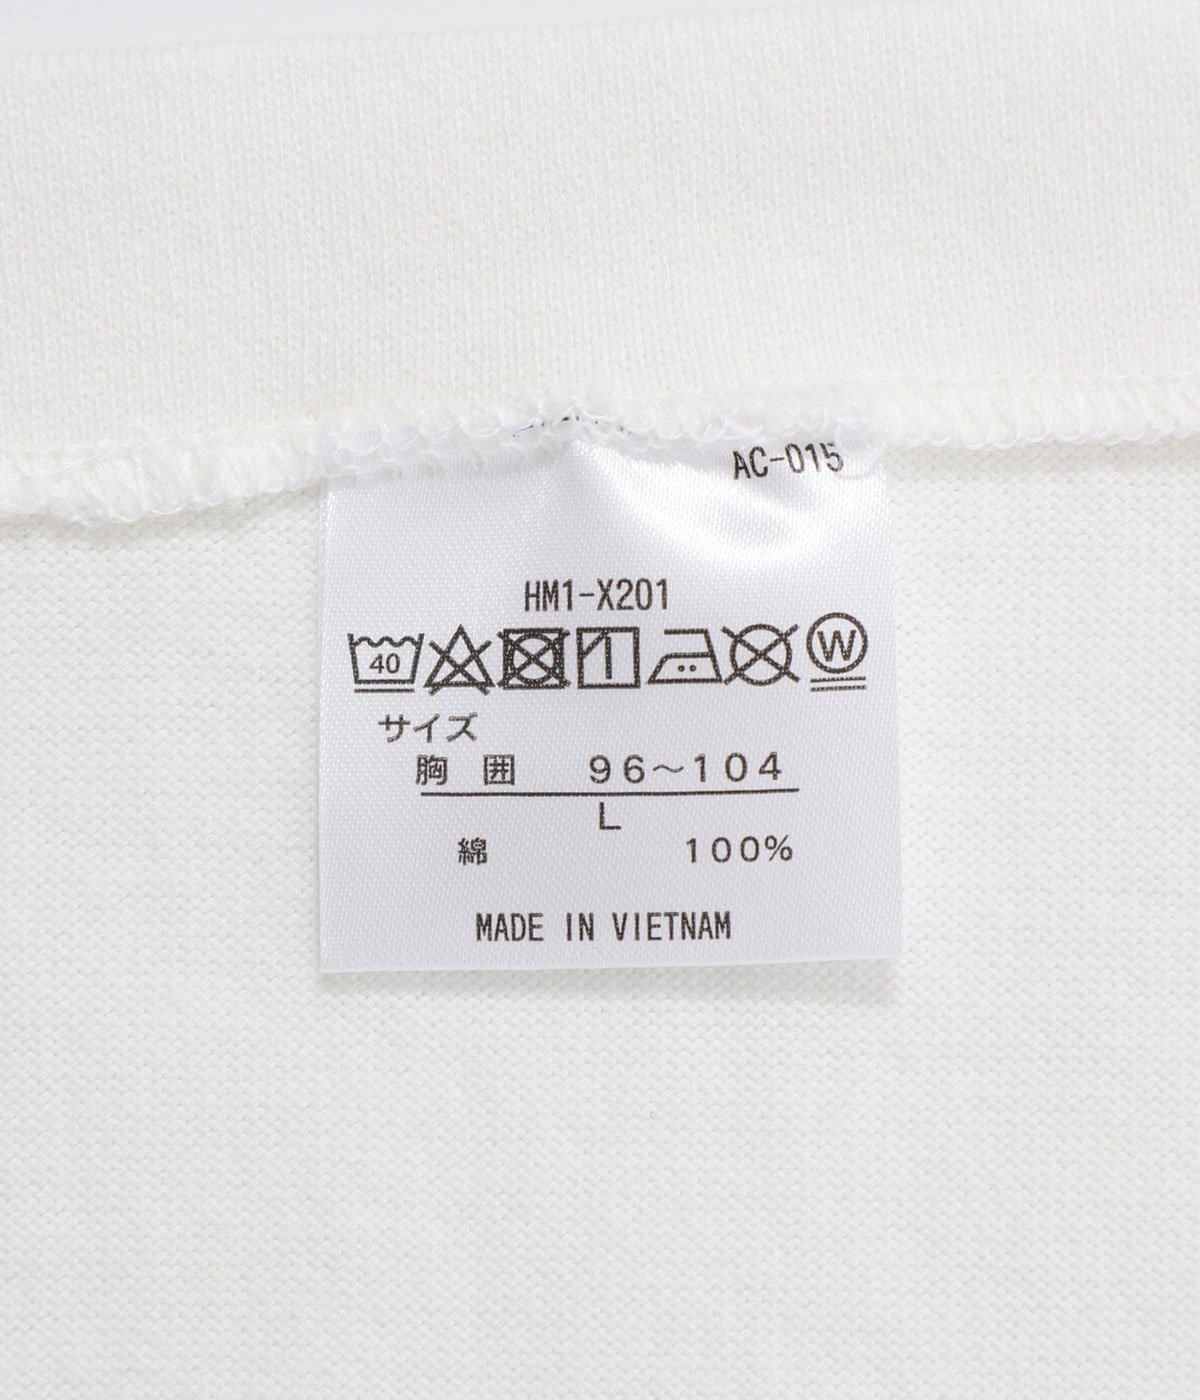 AC-015
HM1-X201
40 W
サイズ
胸 囲 96～104
L
綿 100%
MADE IN VIETNAM